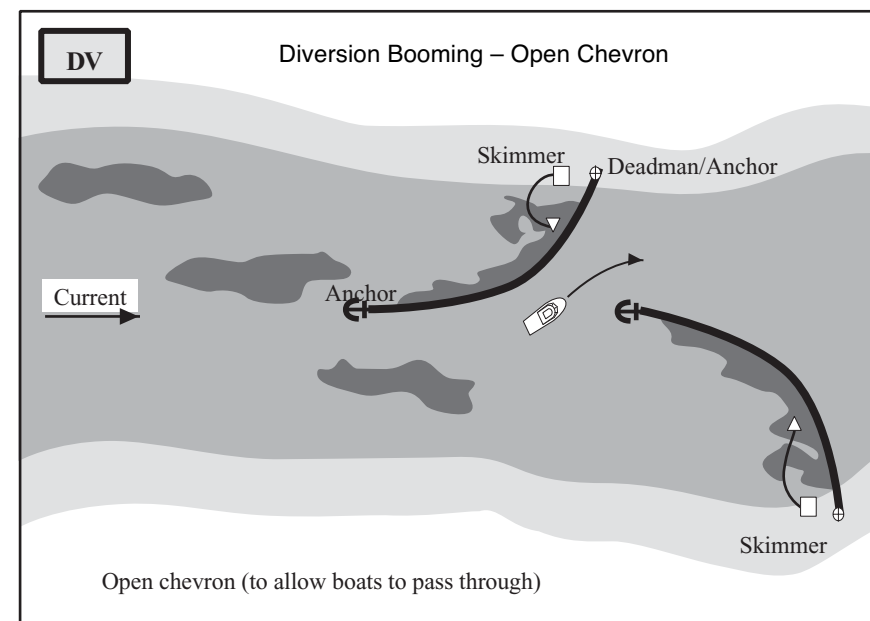 DV
Diversion Booming – Open Chevron
Skimmer
Deadman/Anchor
Current
Anchor
Skimmer
Open chevron (to allow boats to pass through)